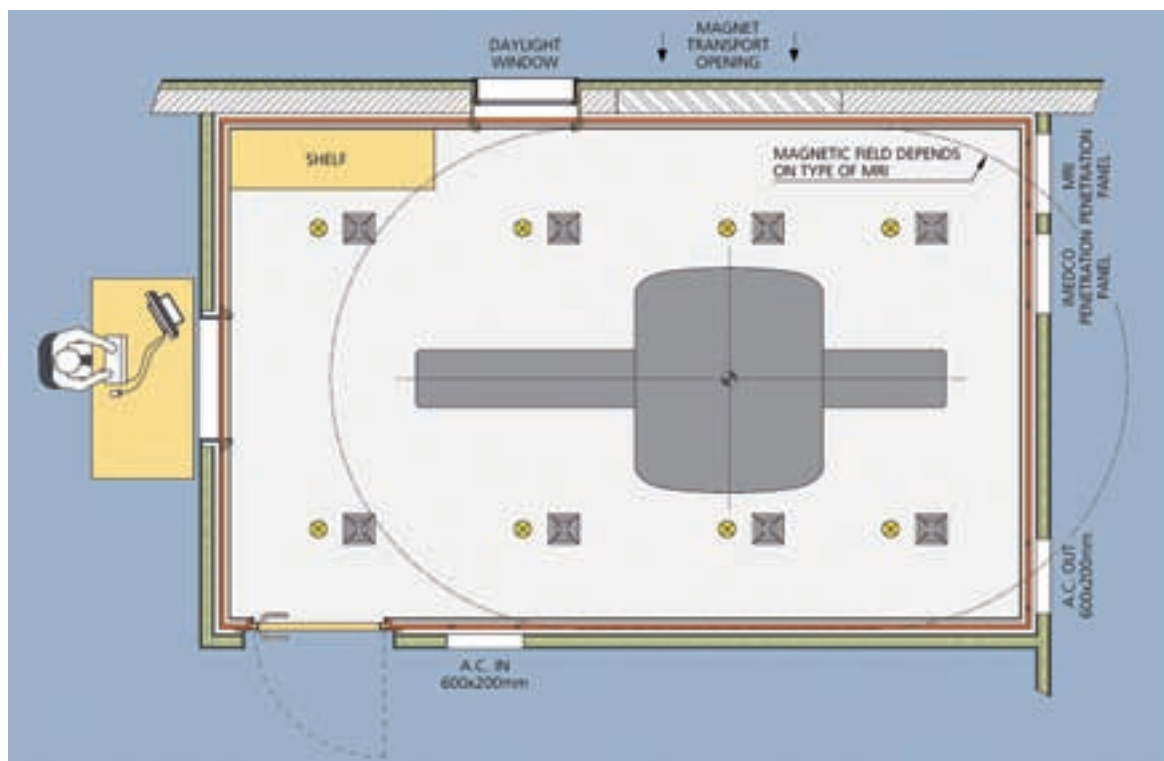 MAGNET
TRANSPORT
OPENING
DAYLIGHT
WINDOW
SHELF
MAGNETIC FIELD DEPENDS
ON TYPE OF MRI
MRI
PENETRATION
PANEL
IMEDCO
PENETRATION
PANEL
A.C. OUT
600x200mm
A.C. IN
600x200mm